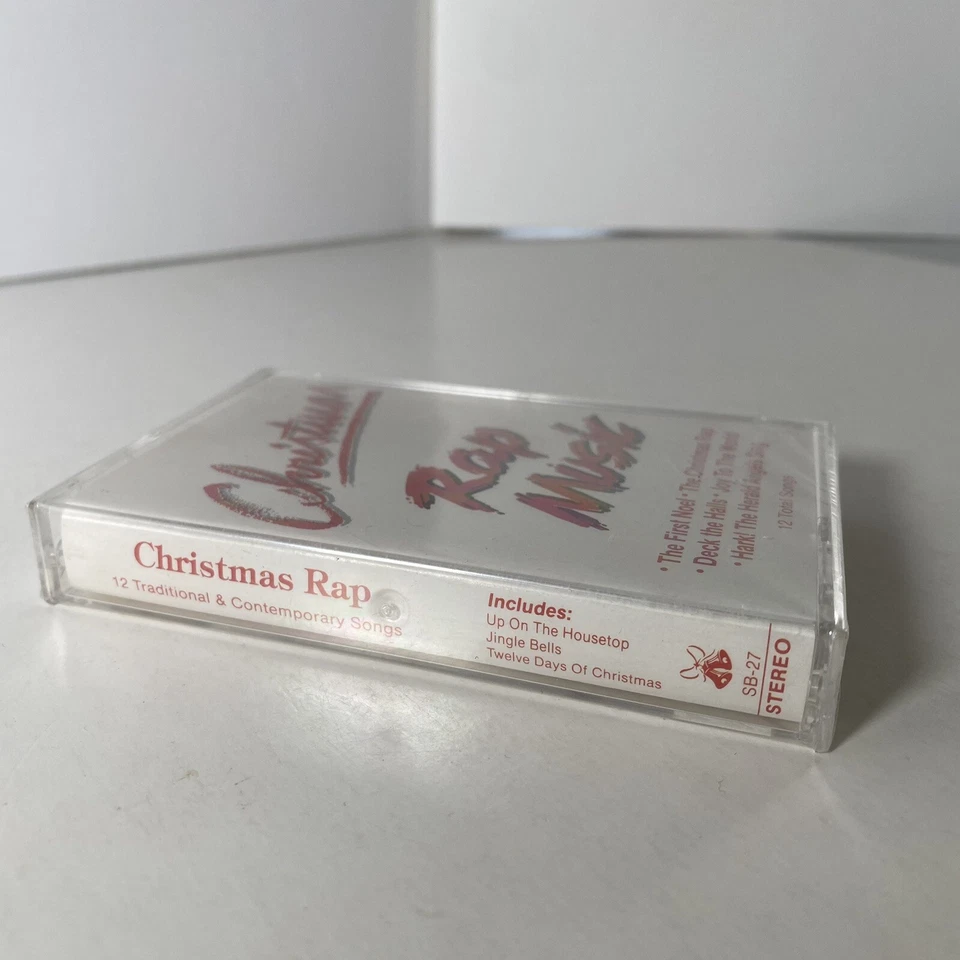 Christmas
Rap
Music
• The First Noel • The Christmas Rap
• Deck the Halls • Joy To The World
• Hark! The Herald Angels Sing
12 Total Songs
Christmas Rap
12 Traditional & Contemporary Songs
Includes:
Up On The Housetop
Jingle Bells
Twelve Days Of Christmas
SB-27
STEREO